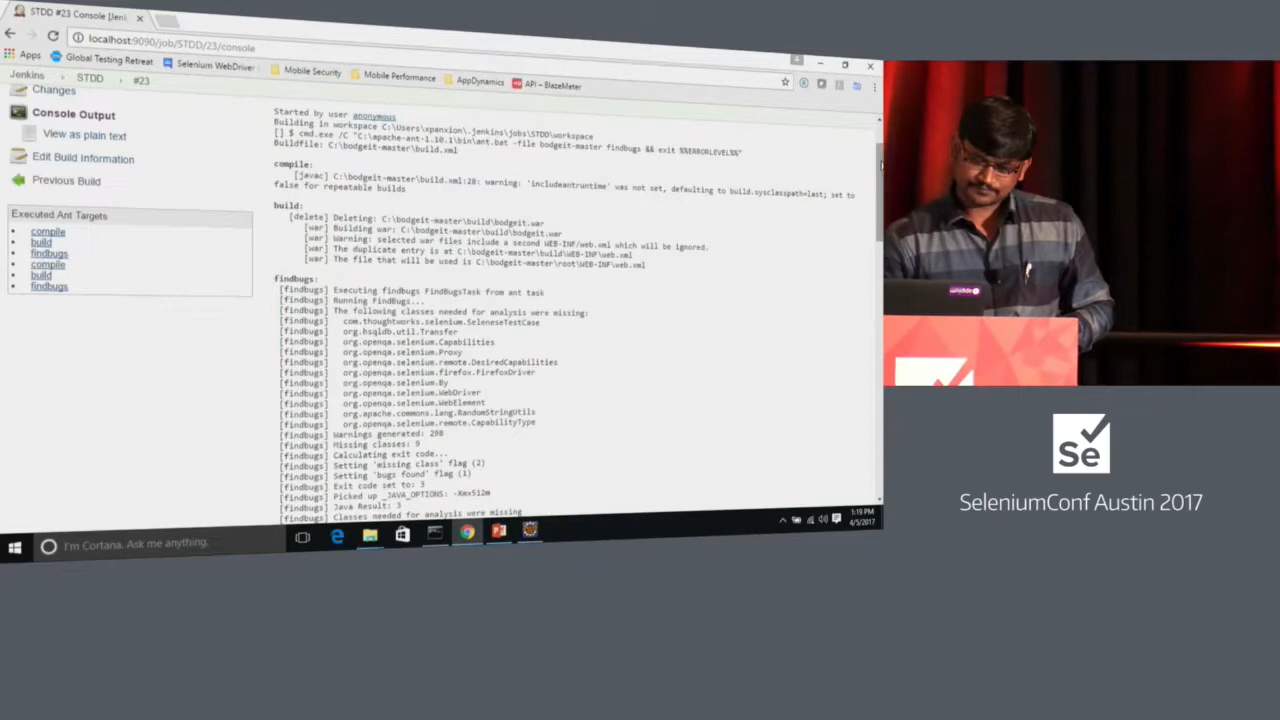 STDD #23 Console [Jenki
localhost:9090/job/STDD/23/console
Apps
Global Testing Retreat
Selenium WebDriver
Mobile Security
Mobile Performance
AppDynamics
API – BlazeMeter
Jenkins
STDD
#23
Changes
Console Output
View as plain text
Edit Build Information
Previous Build
Executed Ant Targets
compile
build
findbugs
compile
build
findbugs
Started by user anonymous
Building in workspace C:\Users\xpanxion\.jenkins\jobs\STDD\workspace
[] $ cmd.exe /C "C:\apache-ant-1.10.1\bin\ant.bat -file bodgeit-master findbugs && exit %%ERRORLEVEL%%"
Buildfile: C:\bodgeit-master\build.xml
compile:
[javac] C:\bodgeit-master\build.xml:28: warning: 'includeantruntime' was not set, defaulting to build.sysclasspath=last; set to
false for repeatable builds
build:
[delete] Deleting: C:\bodgeit-master\build\bodgeit.war
[war] Building war: C:\bodgeit-master\build\bodgeit.war
[war] Warning: selected war files include a second WEB-INF/web.xml which will be ignored.
[war] The duplicate entry is at C:\bodgeit-master\build\WEB-INF\web.xml
[war] The file that will be used is C:\bodgeit-master\root\WEB-INF\web.xml
findbugs:
[findbugs] Executing findbugs FindBugsTask from ant task
[findbugs] Running FindBugs...
[findbugs] The following classes needed for analysis were missing:
[findbugs] com.thoughtworks.selenium.SeleneseTestCase
[findbugs] org.hsqldb.util.Transfer
[findbugs] org.openqa.selenium.Capabilities
[findbugs] org.openqa.selenium.Proxy
[findbugs] org.openqa.selenium.remote.DesiredCapabilities
[findbugs] org.openqa.selenium.firefox.FirefoxDriver
[findbugs] org.openqa.selenium.By
[findbugs] org.openqa.selenium.WebDriver
[findbugs] org.openqa.selenium.WebElement
[findbugs] org.apache.commons.lang.RandomStringUtils
[findbugs] org.openqa.selenium.remote.CapabilityType
[findbugs] Warnings generated: 298
[findbugs] Missing classes: 9
[findbugs] Calculating exit code...
[findbugs] Setting 'missing class' flag (2)
[findbugs] Setting 'bugs found' flag (1)
[findbugs] Exit code set to: 3
[findbugs] Picked up _JAVA_OPTIONS: -Xmx512m
[findbugs] Java Result: 3
[findbugs] Classes needed for analysis were missing
I'm Cortana. Ask me anything.
1:19 PM
4/5/2017
Se
SeleniumConf Austin 2017